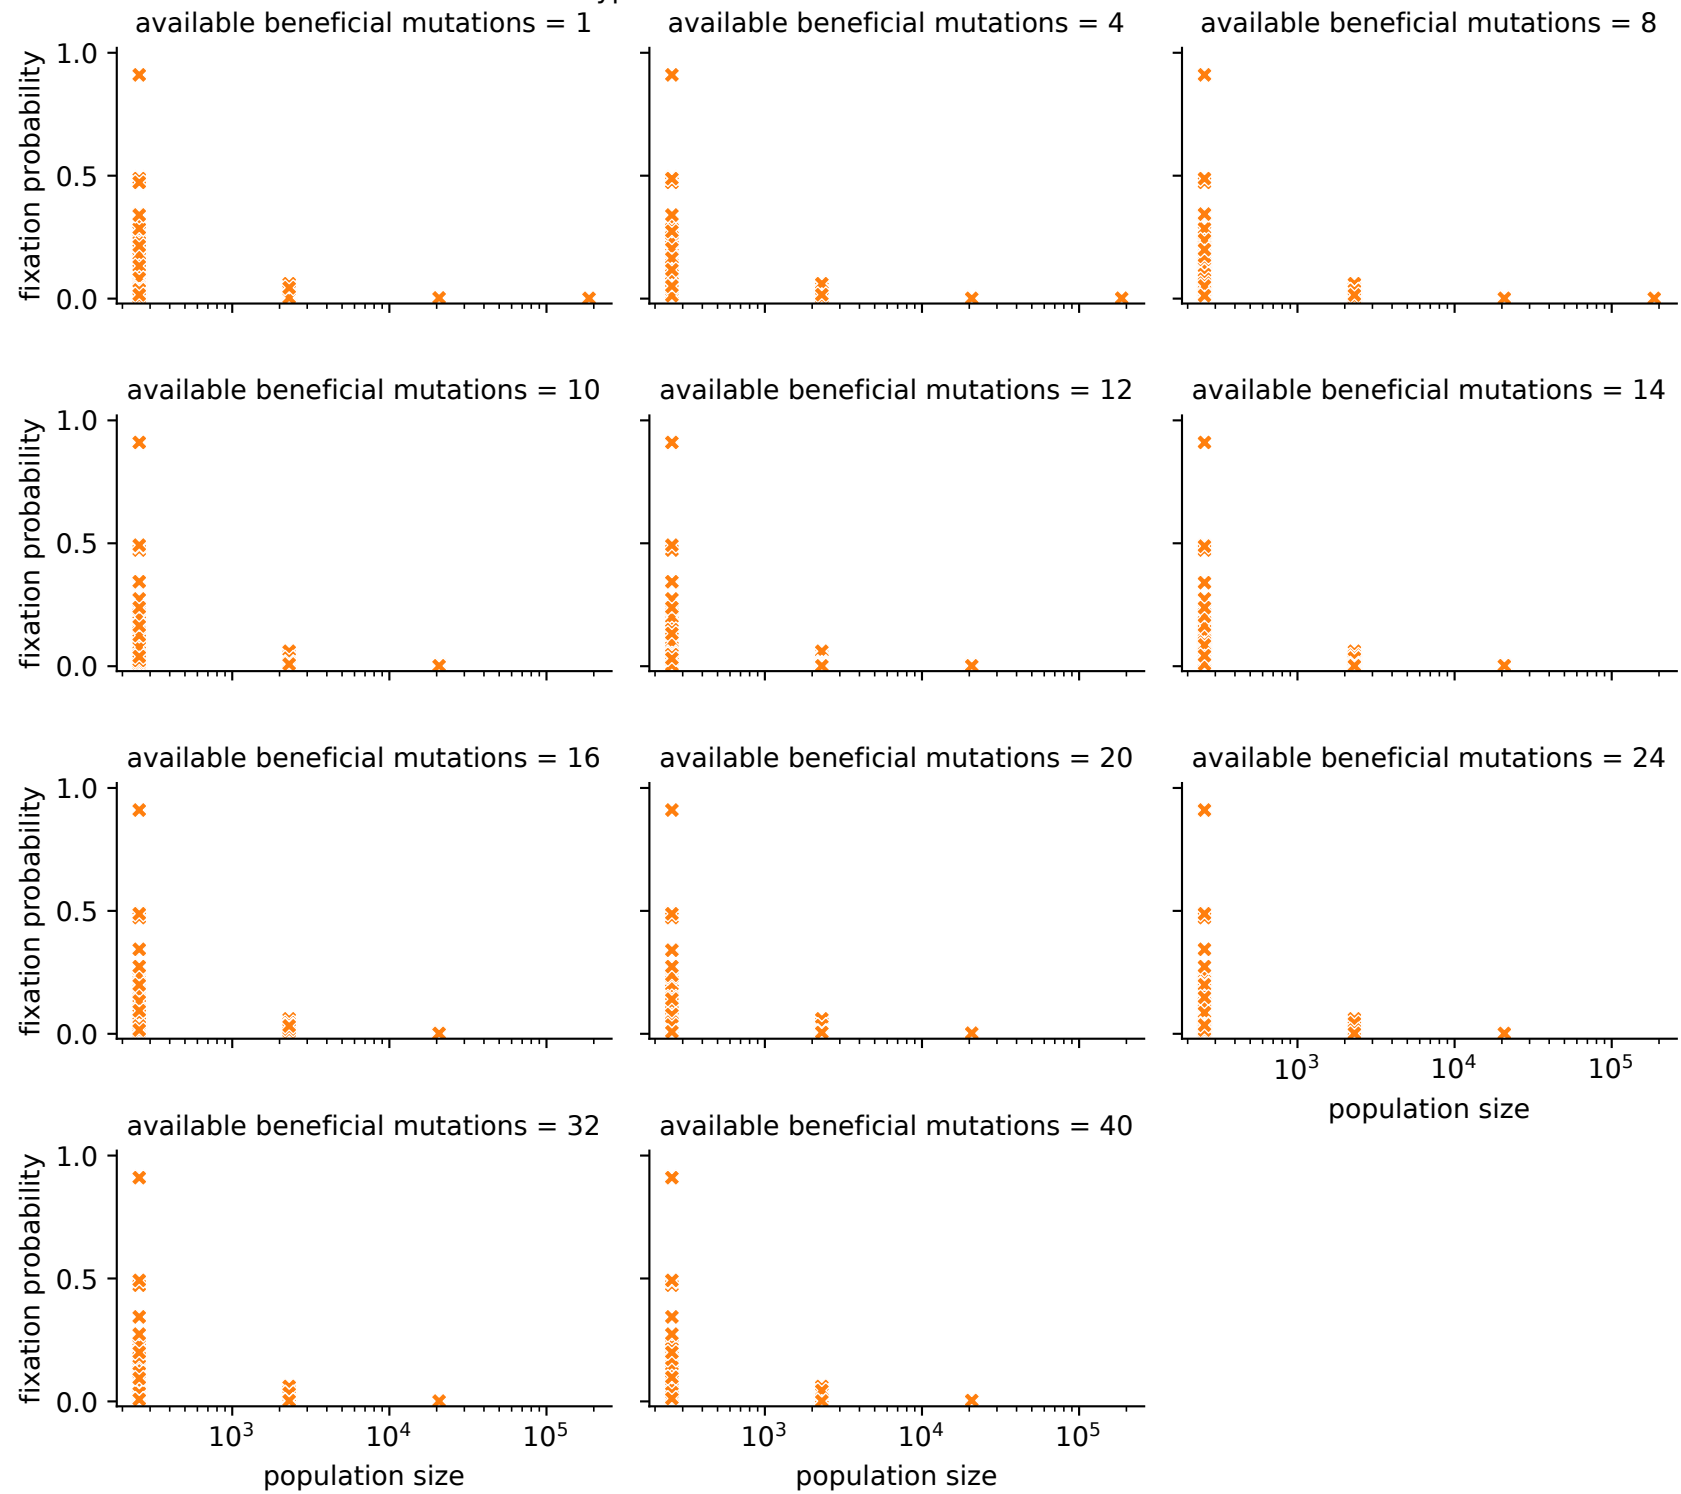 available beneficial mutations = 1
available beneficial mutations = 4
available beneficial mutations = 8
fixation probability
1.0
0.5
0.0
available beneficial mutations = 10
available beneficial mutations = 12
available beneficial mutations = 14
fixation probability
1.0
0.5
0.0
available beneficial mutations = 16
available beneficial mutations = 20
available beneficial mutations = 24
fixation probability
1.0
0.5
0.0
10³ 10⁴ 10⁵
population size
available beneficial mutations = 32
available beneficial mutations = 40
fixation probability
1.0
0.5
0.0
10³ 10⁴ 10⁵
population size
10³ 10⁴ 10⁵
population size